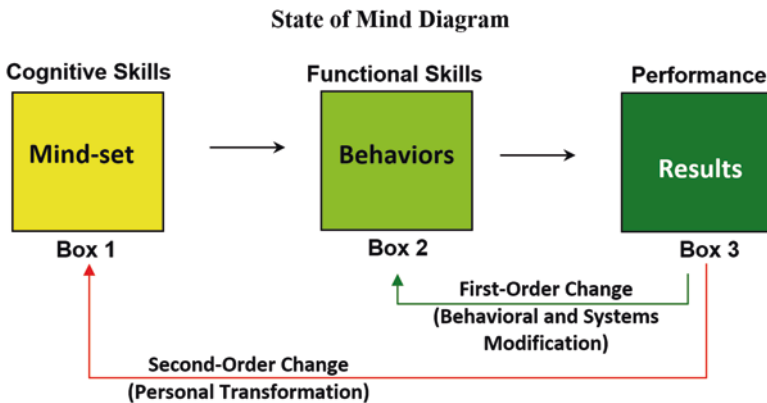 State of Mind Diagram
Cognitive Skills
Functional Skills
Performance
Mind-set
Behaviors
Results
Box 1
Box 2
Box 3
First-Order Change
(Behavioral and Systems
Modification)
Second-Order Change
(Personal Transformation)